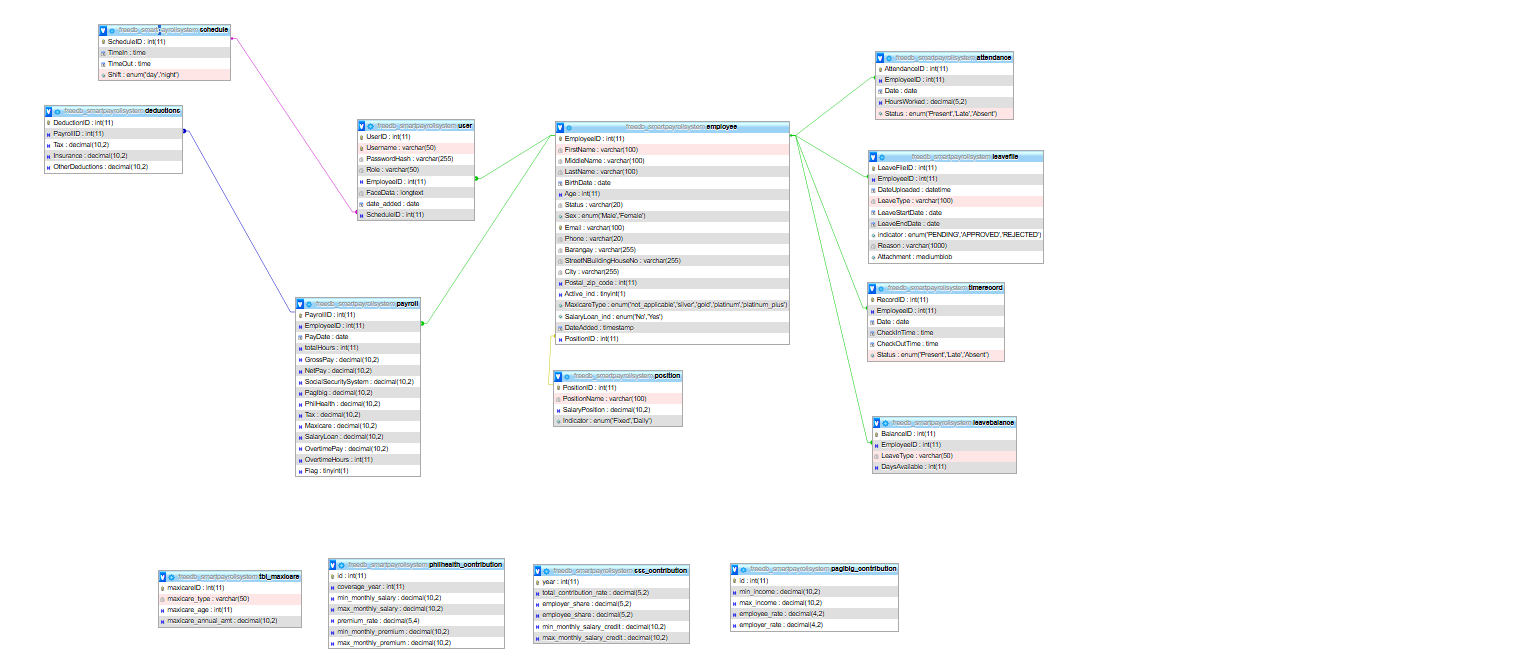 freedb_smartpayrollsystem schedule
ScheduleID : int(11)
TimeIn : time
TimeOut : time
Shift : enum('day','night')
freedb_smartpayrollsystem deductions
DeductionID : int(11)
PayrollID : int(11)
Tax : decimal(10,2)
Insurance : decimal(10,2)
OtherDeductions : decimal(10,2)
freedb_smartpayrollsystem user
UserID : int(11)
Username : varchar(50)
PasswordHash : varchar(255)
Role : varchar(50)
EmployeeID : int(11)
FaceData : longtext
date_added : date
ScheduleID : int(11)
freedb_smartpayrollsystem payroll
PayrollID : int(11)
EmployeeID : int(11)
PayDate : date
totalHours : int(11)
GrossPay : decimal(10,2)
NetPay : decimal(10,2)
SocialSecuritySystem : decimal(10,2)
Pagibig : decimal(10,2)
PhilHealth : decimal(10,2)
Tax : decimal(10,2)
Maxicare : decimal(10,2)
SalaryLoan : decimal(10,2)
OvertimePay : decimal(10,2)
OvertimeHours : int(11)
Flag : tinyint(1)
freedb_smartpayrollsystem employee
EmployeeID : int(11)
FirstName : varchar(100)
MiddleName : varchar(100)
LastName : varchar(100)
BirthDate : date
Age : int(11)
Status : varchar(20)
Sex : enum('Male','Female')
Email : varchar(100)
Phone : varchar(20)
Barangay : varchar(255)
StreetNBuildingHouseNo : varchar(255)
City : varchar(255)
Postal_zip_code : int(11)
Active_ind : tinyint(1)
MaxicareType : enum('not_applicable','silver','gold','platinum','platinum_plus')
SalaryLoan_ind : enum('No','Yes')
DateAdded : timestamp
PositionID : int(11)
freedb_smartpayrollsystem position
PositionID : int(11)
PositionName : varchar(100)
SalaryPosition : decimal(10,2)
Indicator : enum('Fixed','Daily')
freedb_smartpayrollsystem attendance
AttendanceID : int(11)
EmployeeID : int(11)
Date : date
HoursWorked : decimal(5,2)
Status : enum('Present','Late','Absent')
freedb_smartpayrollsystem leavefile
LeaveFileID : int(11)
EmployeeID : int(11)
DateUploaded : datetime
LeaveType : varchar(100)
LeaveStartDate : date
LeaveEndDate : date
indicator : enum('PENDING','APPROVED','REJECTED')
Reason : varchar(1000)
Attachment : mediumblob
freedb_smartpayrollsystem timerecord
RecordID : int(11)
EmployeeID : int(11)
Date : date
CheckInTime : time
CheckOutTime : time
Status : enum('Present','Late','Absent')
freedb_smartpayrollsystem leavebalance
BalanceID : int(11)
EmployeeID : int(11)
LeaveType : varchar(50)
DaysAvailable : int(11)
freedb_smartpayrollsystem tbl_maxicare
maxicareID : int(11)
maxicare_type : varchar(50)
maxicare_age : int(11)
maxicare_annual_amt : decimal(10,2)
freedb_smartpayrollsystem philhealth_contribution
id : int(11)
coverage_year : int(11)
min_monthly_salary : decimal(10,2)
max_monthly_salary : decimal(10,2)
premium_rate : decimal(5,4)
min_monthly_premium : decimal(10,2)
max_monthly_premium : decimal(10,2)
freedb_smartpayrollsystem sss_contribution
year : int(11)
total_contribution_rate : decimal(5,2)
employer_share : decimal(5,2)
employee_share : decimal(5,2)
min_monthly_salary_credit : decimal(10,2)
max_monthly_salary_credit : decimal(10,2)
freedb_smartpayrollsystem pagibig_contribution
id : int(11)
min_income : decimal(10,2)
max_income : decimal(10,2)
employee_rate : decimal(4,2)
employer_rate : decimal(4,2)